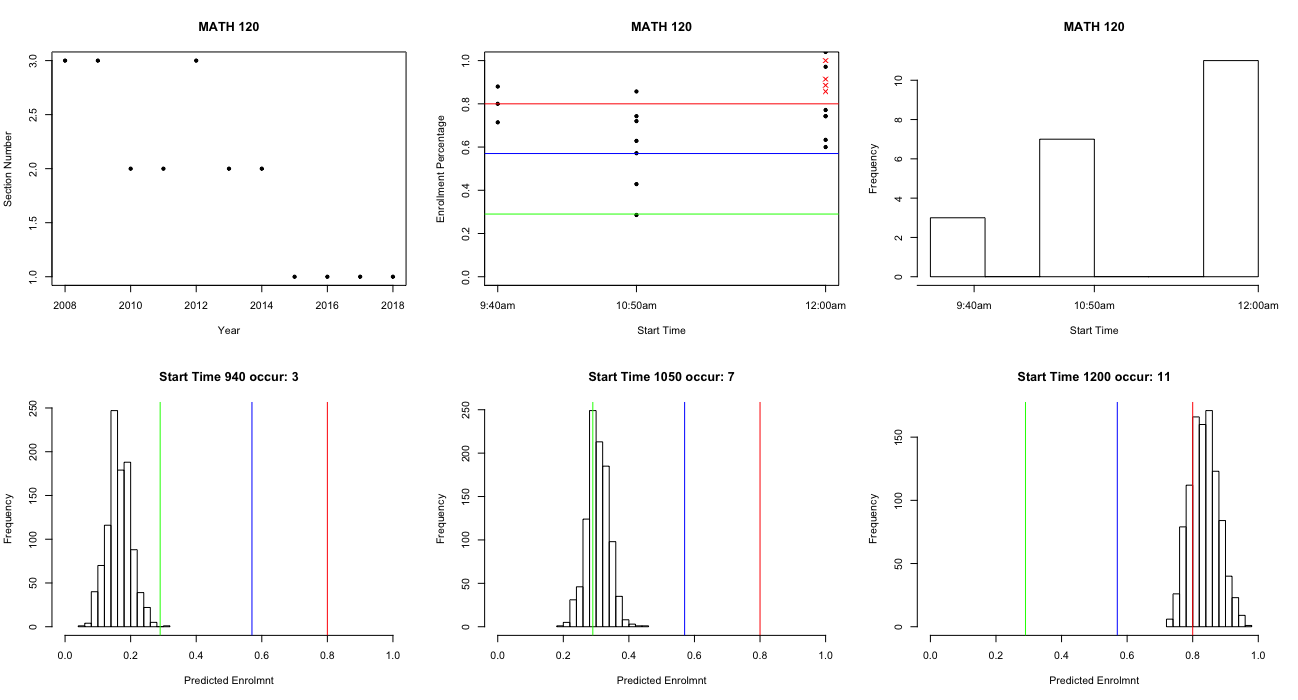 MATH 120
Section Number
3.0
2.5
2.0
1.5
1.0
2008 2010 2012 2014 2016 2018
Year
MATH 120
Enrollment Percentage
1.0
0.8
0.6
0.4
0.2
0.0
9:40am 10:50am 12:00am
Start Time
MATH 120
Frequency
10
8
6
4
2
0
9:40am 10:50am 12:00am
Start Time
Start Time 940 occur: 3
Frequency
250
200
150
100
50
0
0.0 0.2 0.4 0.6 0.8 1.0
Predicted Enrolmnt
Start Time 1050 occur: 7
Frequency
250
200
150
100
50
0
0.0 0.2 0.4 0.6 0.8 1.0
Predicted Enrolmnt
Start Time 1200 occur: 11
Frequency
150
100
50
0
0.0 0.2 0.4 0.6 0.8 1.0
Predicted Enrolmnt